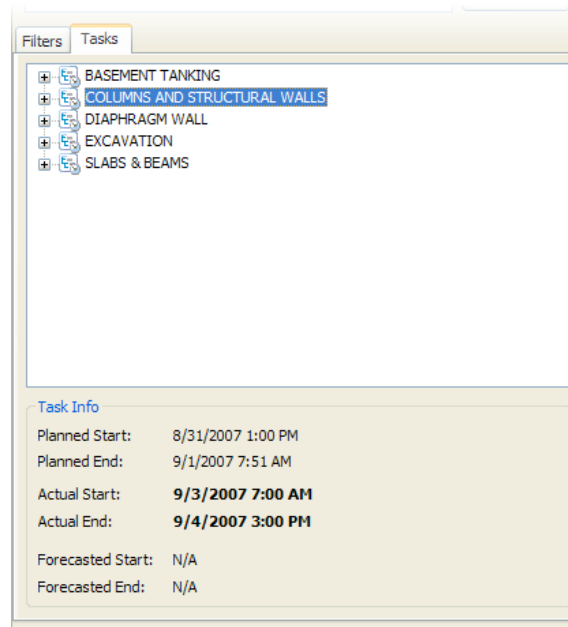 Filters Tasks
BASEMENT TANKING
COLUMNS AND STRUCTURAL WALLS
DIAPHRAGM WALL
EXCAVATION
SLABS & BEAMS
Task Info
Planned Start: 8/31/2007 1:00 PM
Planned End: 9/1/2007 7:51 AM
Actual Start: 9/3/2007 7:00 AM
Actual End: 9/4/2007 3:00 PM
Forecasted Start: N/A
Forecasted End: N/A